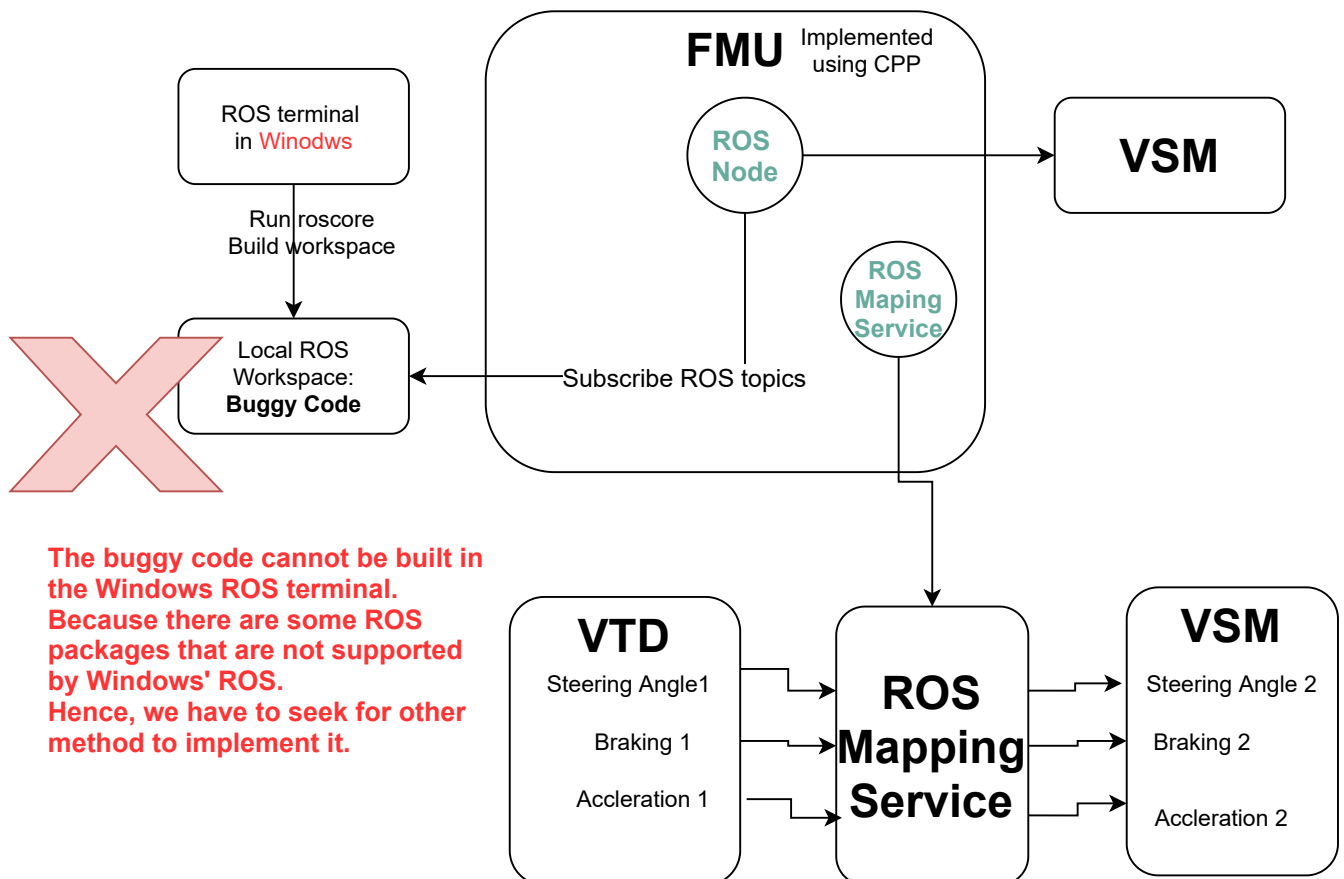 ROS terminal
in Winodws
Run roscore
Build workspace
Local ROS
Workspace:
Buggy Code
FMU
Implemented
using CPP
ROS
Node
ROS
Maping
Service
Subscribe ROS topics
VSM
The buggy code cannot be built in
the Windows ROS terminal.
Because there are some ROS
packages that are not supported
by Windows' ROS.
Hence, we have to seek for other
method to implement it.
VTD
Steering Angle1
Braking 1
Accleration 1
ROS
Mapping
Service
VSM
Steering Angle 2
Braking 2
Accleration 2